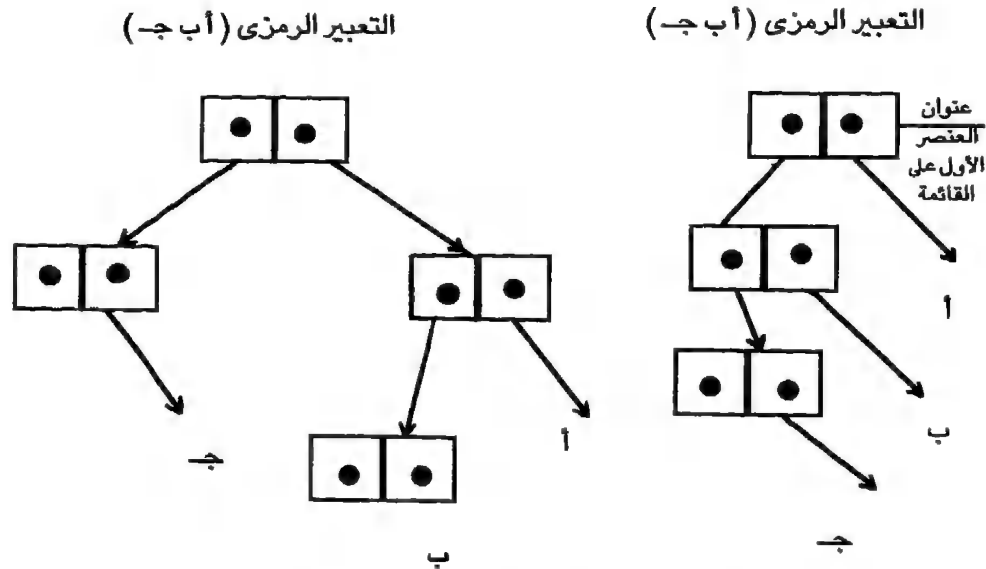 التعبير الرمزى (أ ب جـ)
عنوان
العنصر
الأول على
القائمة
أ
ب
جـ
التعبير الرمزى (أ ب جـ)
أ
جـ
ب